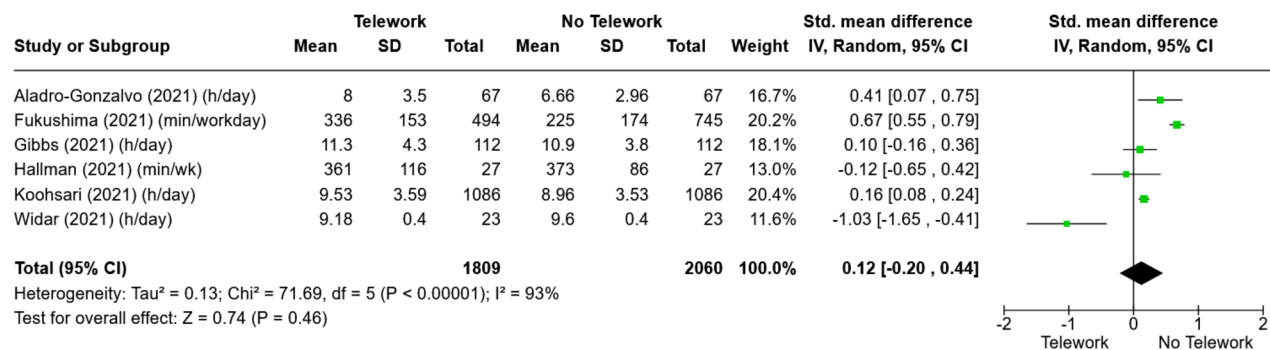 Telework No Telework Std. mean difference Std. mean difference
Study or Subgroup Mean SD Total Mean SD Total Weight IV, Random, 95% CI IV, Random, 95% CI
Aladro-Gonzalvo (2021) (h/day) 8 3.5 67 6.66 2.96 67 16.7% 0.41 [0.07 , 0.75]
Fukushima (2021) (min/workday) 336 153 494 225 174 745 20.2% 0.67 [0.55 , 0.79]
Gibbs (2021) (h/day) 11.3 4.3 112 10.9 3.8 112 18.1% 0.10 [-0.16 , 0.36]
Hallman (2021) (min/wk) 361 116 27 373 86 27 13.0% -0.12 [-0.65 , 0.42]
Koohsari (2021) (h/day) 9.53 3.59 1086 8.96 3.53 1086 20.4% 0.16 [0.08 , 0.24]
Widar (2021) (h/day) 9.18 0.4 23 9.6 0.4 23 11.6% -1.03 [-1.65 , -0.41]
Total (95% CI) 1809 2060 100.0% 0.12 [-0.20 , 0.44]
Heterogeneity: Tau² = 0.13; Chi² = 71.69, df = 5 (P < 0.00001); I² = 93%
Test for overall effect: Z = 0.74 (P = 0.46)
-2 -1 0 1 2
Telework No Telework